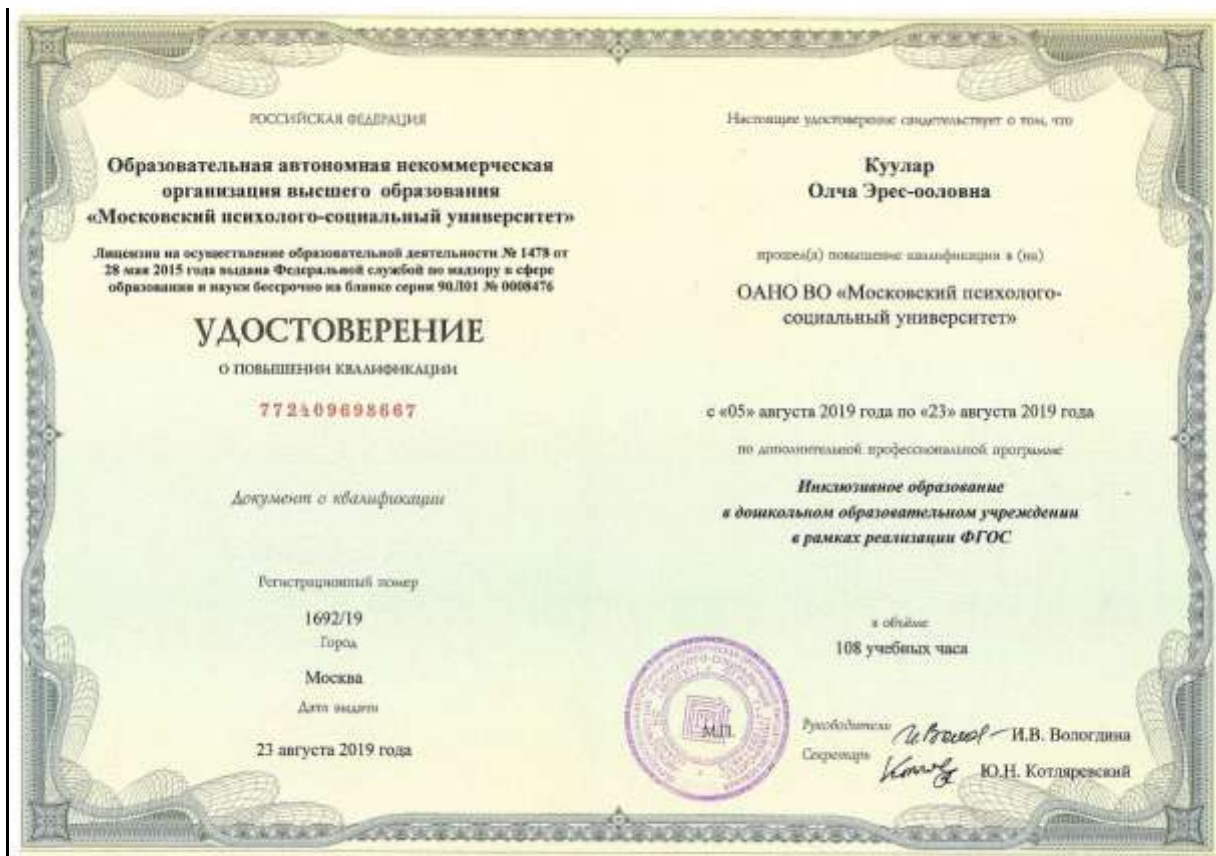 РОССИЙСКАЯ ФЕДЕРАЦИЯ
Образовательная автономная некоммерческая
организация высшего образования
«Московский психолого-социальный университет»
Лицензия на осуществление образовательной деятельности № 1478 от
28 мая 2015 года выдана Федеральной службой по надзору в сфере
образования и науки бессрочно на бланке серии 90Л01 № 0008476
УДОСТОВЕРЕНИЕ
О ПОВЫШЕНИИ КВАЛИФИКАЦИИ
772409698667
Документ о квалификации
Регистрационный номер
1692/19
Город
Москва
Дата выдачи
23 августа 2019 года
Настоящее удостоверение свидетельствует о том, что
Куулар
Олча Эрес-ооловна
прошел(а) повышение квалификации в (на)
ОАНО ВО «Московский психолого-
социальный университет»
с «05» августа 2019 года по «23» августа 2019 года
по дополнительной профессиональной программе
Инклюзивное образование
в дошкольном образовательном учреждении
в рамках реализации ФГОС
в объёме
108 учебных часа
М.П.
Руководитель И.В. Вологдина
Секретарь Ю.Н. Котляревский